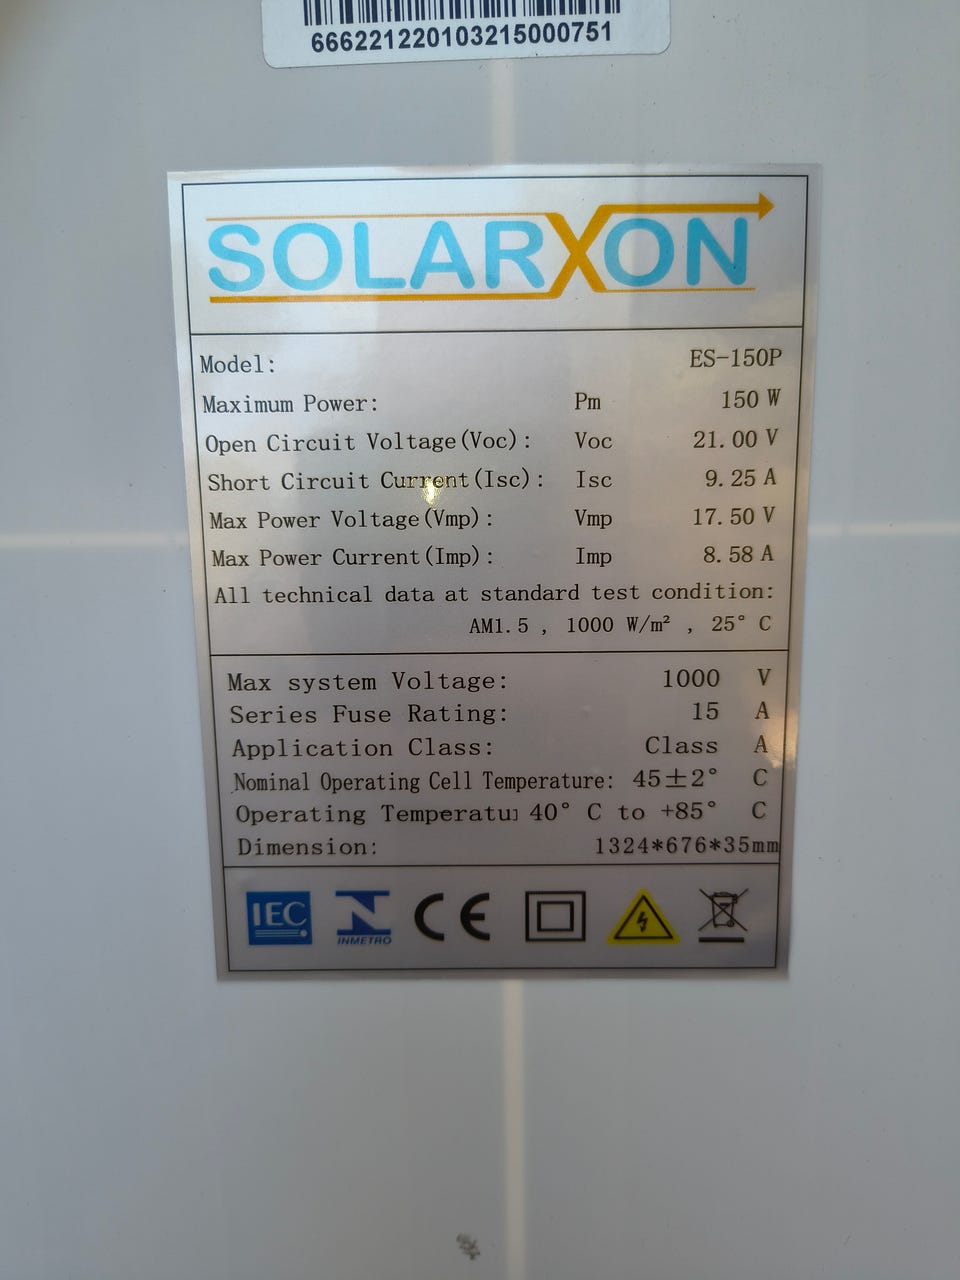 666221220103215000751
SOLARXON
Model: ES-150P
Maximum Power: Pm 150 W
Open Circuit Voltage(Voc): Voc 21.00 V
Short Circuit Current(Isc): Isc 9.25 A
Max Power Voltage(Vmp): Vmp 17.50 V
Max Power Current(Imp): Imp 8.58 A
All technical data at standard test condition:
AM1.5 , 1000 W/m² , 25° C
Max system Voltage: 1000 V
Series Fuse Rating: 15 A
Application Class: Class A
Nominal Operating Cell Temperature: 45±2° C
Operating Temperatu 40° C to +85° C
Dimension: 1324*676*35mm
IEC INMETRO CE